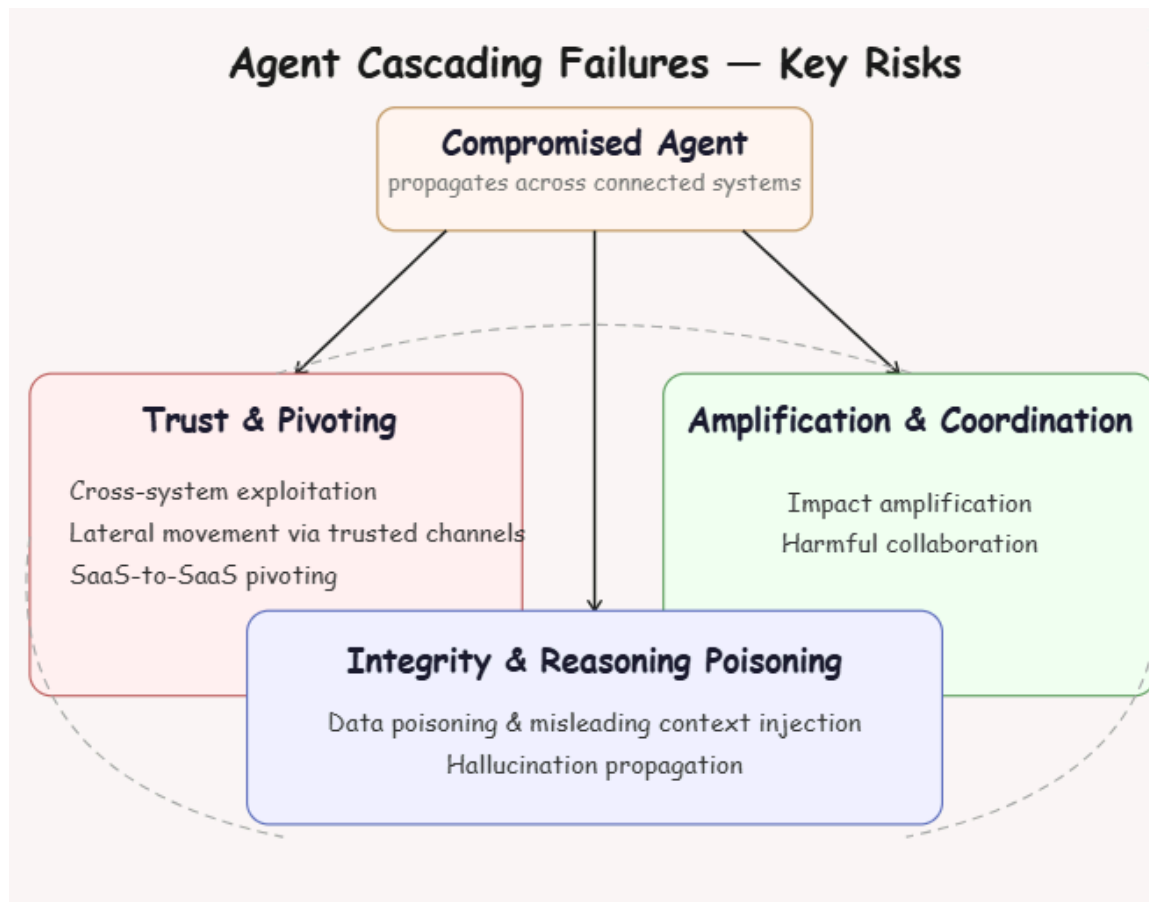 Agent Cascading Failures — Key Risks
Compromised Agent
propagates across connected systems
Trust & Pivoting
Cross-system exploitation
Lateral movement via trusted channels
SaaS-to-SaaS pivoting
Amplification & Coordination
Impact amplification
Harmful collaboration
Integrity & Reasoning Poisoning
Data poisoning & misleading context injection
Hallucination propagation